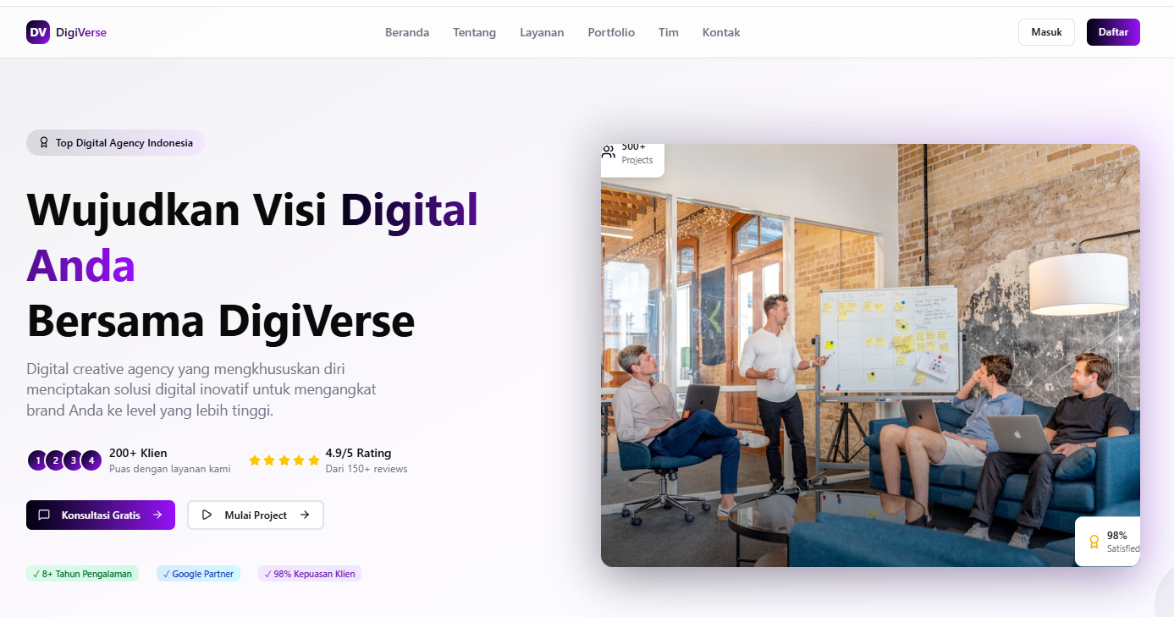 DV DigiVerse
Beranda Tentang Layanan Portfolio Tim Kontak
Masuk Daftar
Top Digital Agency Indonesia
Wujudkan Visi Digital
Anda
Bersama DigiVerse
Digital creative agency yang mengkhususkan diri
menciptakan solusi digital inovatif untuk mengangkat
brand Anda ke level yang lebih tinggi.
1 2 3 4
200+ Klien
Puas dengan layanan kami
4.9/5 Rating
Dari 150+ reviews
Konsultasi Gratis →
Mulai Project →
✓ 8+ Tahun Pengalaman
✓ Google Partner
✓ 98% Kepuasan Klien
500+
Projects
98%
Satisfied